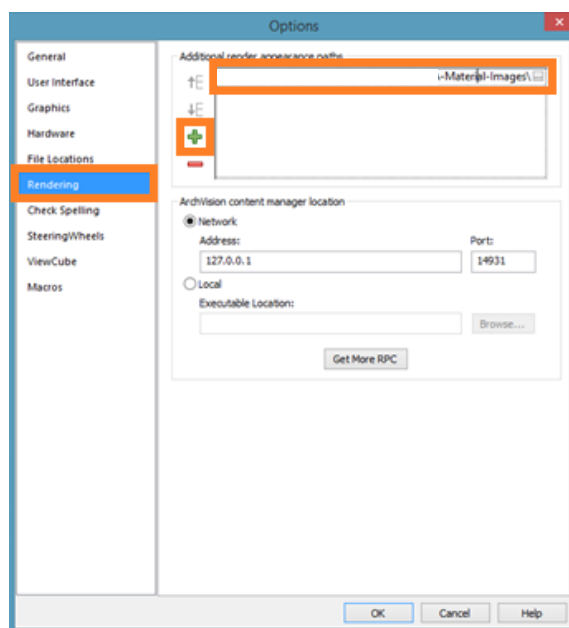 Options
General
User Interface
Graphics
Hardware
File Locations
Rendering
Check Spelling
SteeringWheels
ViewCube
Macros
Additional render appearance paths
-Material-Images\
ArchVision content manager location
Network
Address:
Port:
127.0.0.1
14931
Local
Executable Location:
Browse...
Get More RPC
OK
Cancel
Help